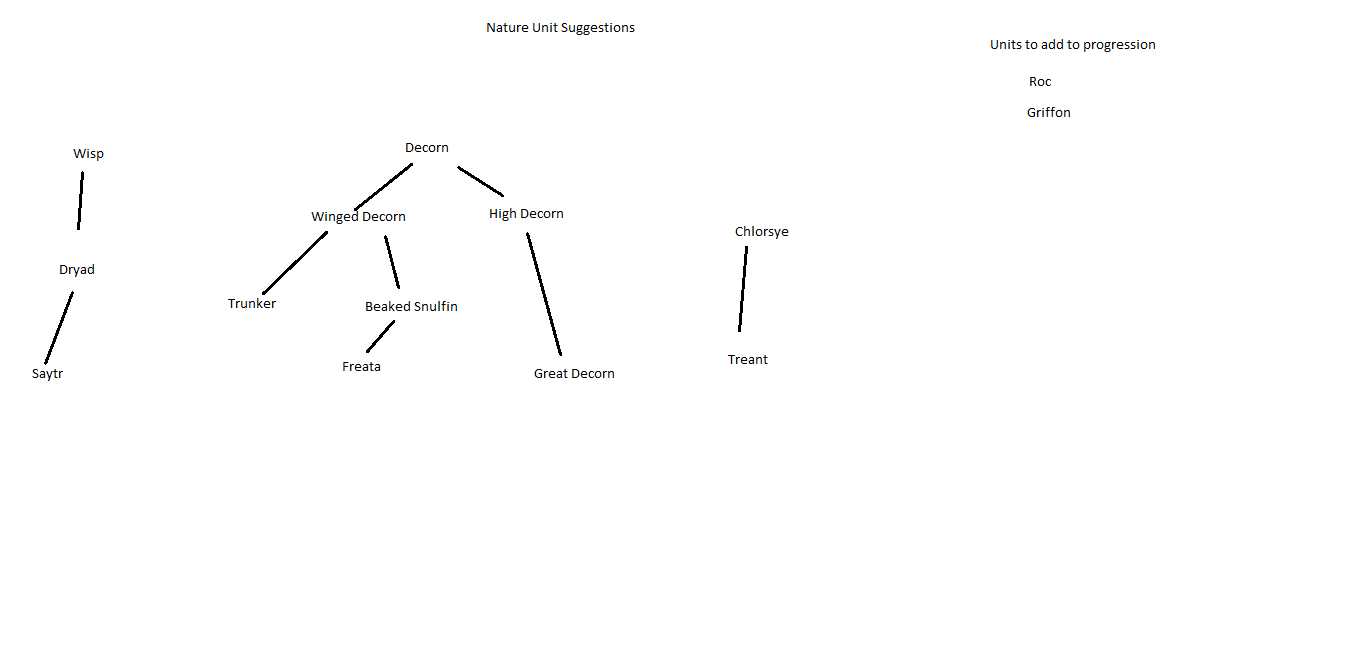 Nature Unit Suggestions
Units to add to progression
Roc
Griffon
Wisp
Decorn
Winged Decorn
High Decorn
Chlorsye
Dryad
Trunker
Beaked Snulfin
Freata
Great Decorn
Treant
Saytr